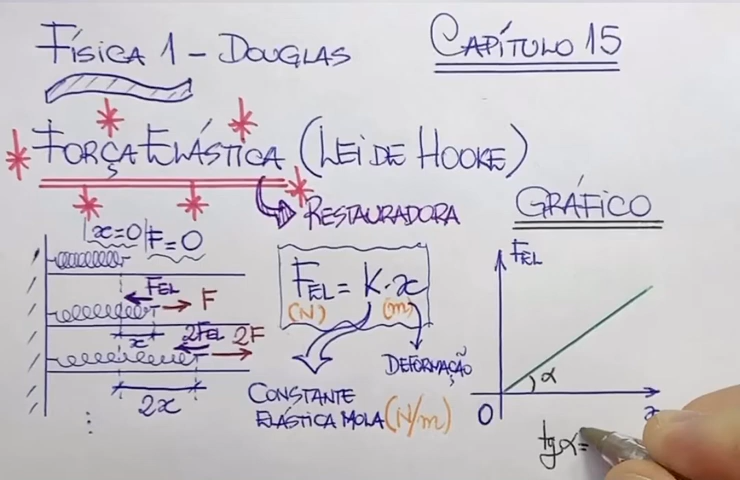 FÍSICA 1 - DOUGLAS
CAPÍTULO 15
FORÇA ELÁSTICA (LEI DE HOOKE)
RESTAURADORA
x=0 F=0
FEL
F
x
2FEL 2F
2x
FEL = K·x
(N) (m)
DEFORMAÇÃO
CONSTANTE
ELÁSTICA MOLA (N/m)
GRÁFICO
FEL
α
0 x
tgα=